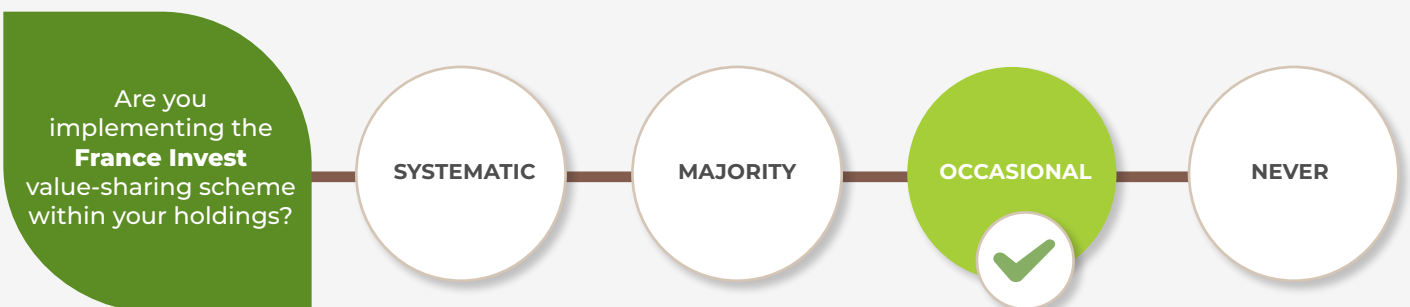 Are you
implementing the
France Invest
value-sharing scheme
within your holdings?
SYSTEMATIC
MAJORITY
OCCASIONAL
NEVER